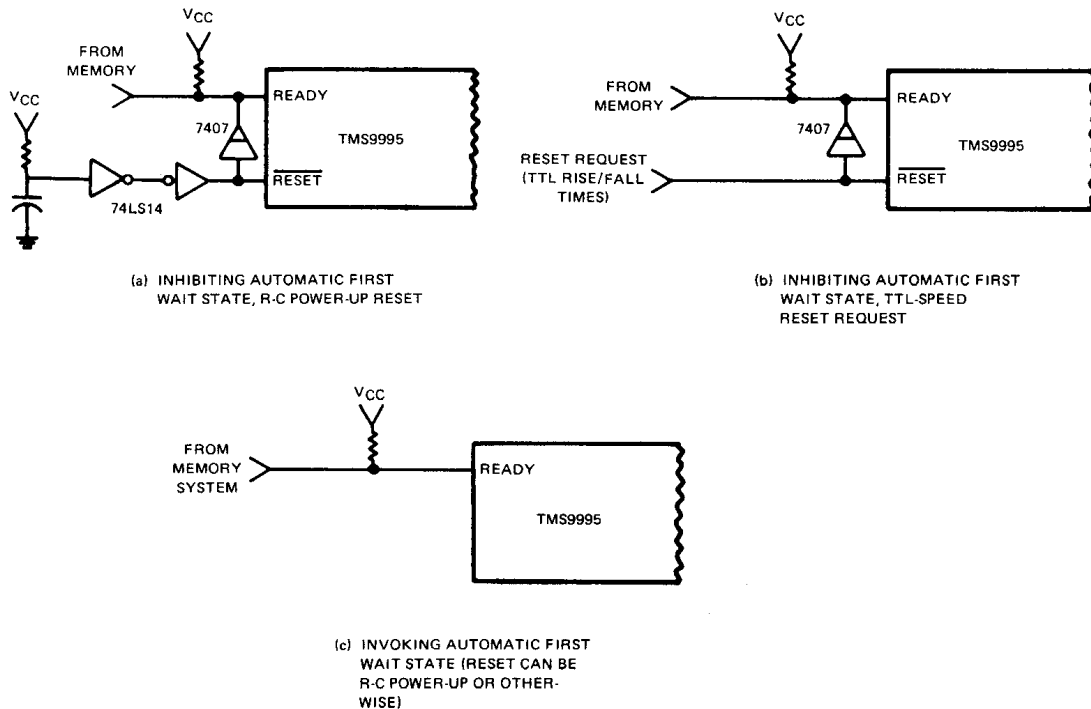 VCC
FROM
MEMORY
VCC
READY
7407
TMS9995
RESET
74LS14
(a) INHIBITING AUTOMATIC FIRST
WAIT STATE, R-C POWER-UP RESET
VCC
FROM
MEMORY
READY
7407
TMS9995
RESET REQUEST
(TTL RISE/FALL
TIMES)
RESET
(b) INHIBITING AUTOMATIC FIRST
WAIT STATE, TTL-SPEED
RESET REQUEST
VCC
FROM
MEMORY
SYSTEM
READY
TMS9995
(c) INVOKING AUTOMATIC FIRST
WAIT STATE (RESET CAN BE
R-C POWER-UP OR OTHER-
WISE)